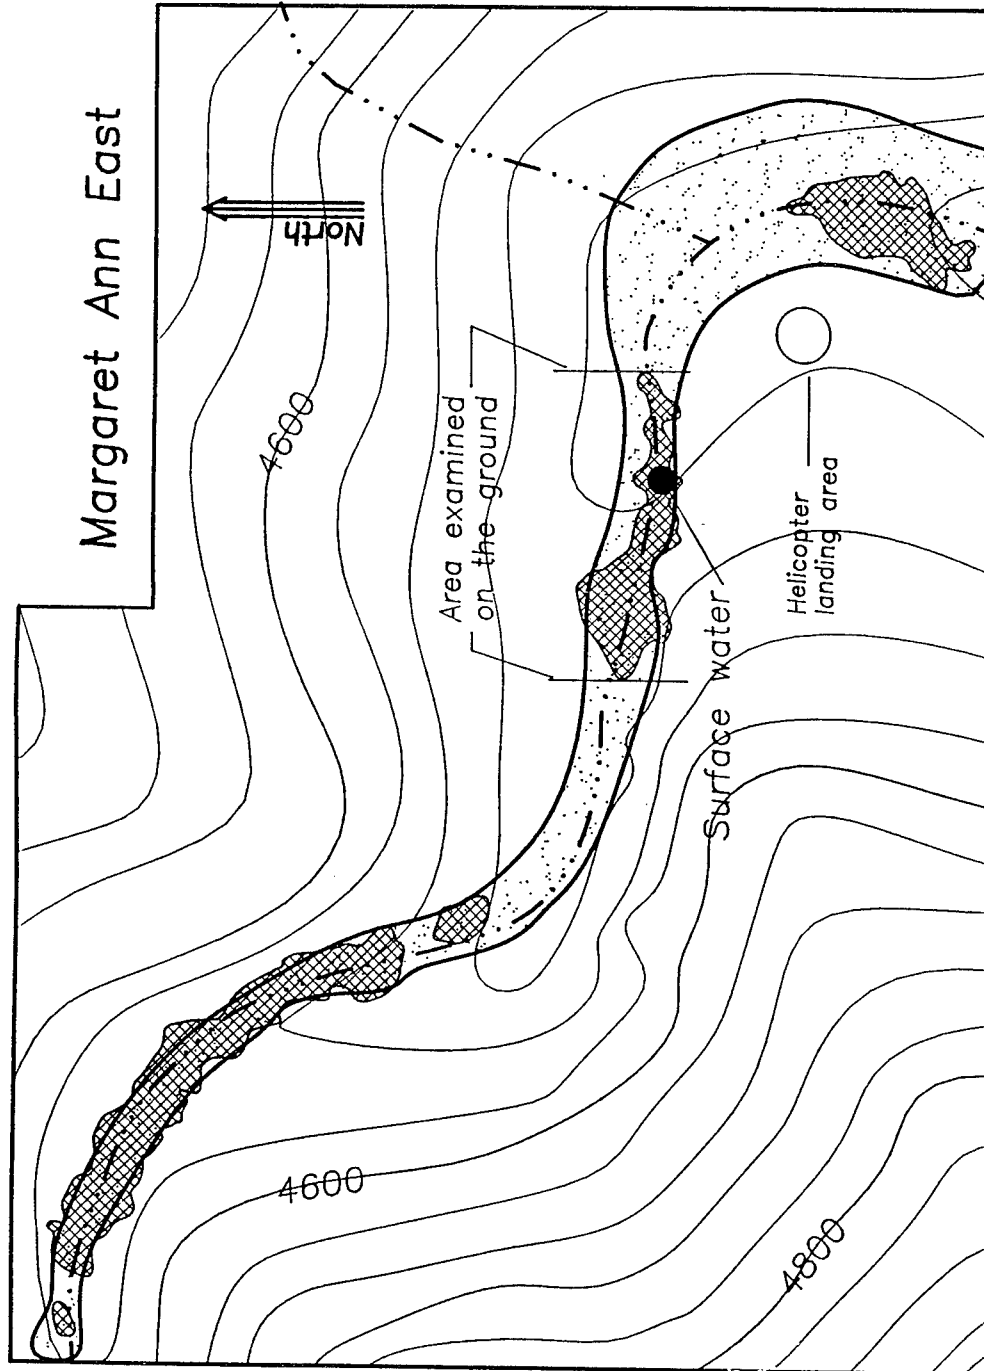 Margaret Ann East
North
4600
Area examined
on the ground
Helicopter
landing area
Surface water
4600
4800